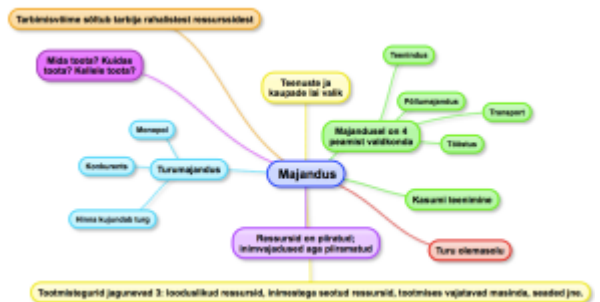 Tarbimisvõime sõltub tarbija rahalistest ressurssidest
Mida toota? Kuidas
toota? Kellele toota?
Teenuste ja
kaupade lai valik
Teenindus
Põllumajandus
Transport
Tööstus
Majandusel on 4
peamist valdkonda
Monopol
Konkurents
Turumajandus
Hinna kujundab turg
Majandus
Kasumi teenimine
Ressursid on piiratud;
inimvajadused aga piiramatud
Turu olemasolu
Tootmistegurid jagunevad 3: looduslikud ressursid, inimestega seotud ressursid, tootmises vajatavad masinda, seaded jne.